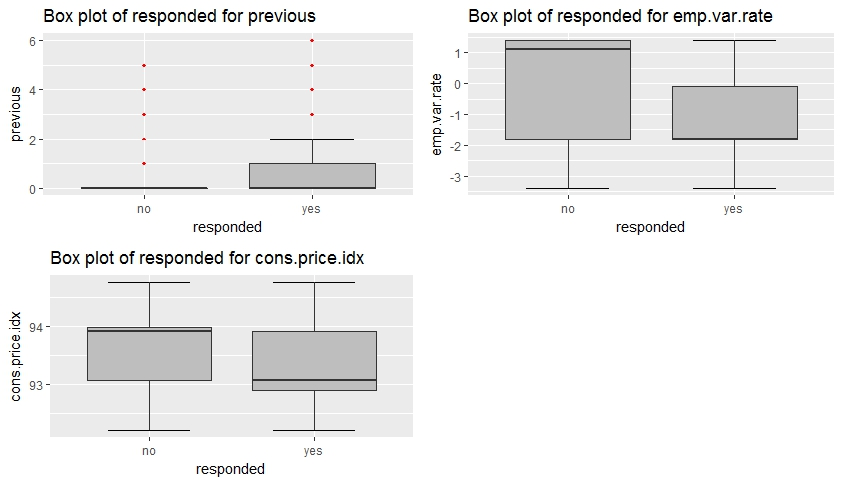 Box plot of responded for previous
previous
6
4
2
0
no yes
responded
Box plot of responded for emp.var.rate
emp.var.rate
1
0
-1
-2
-3
no yes
responded
Box plot of responded for cons.price.idx
cons.price.idx
94
93
no yes
responded